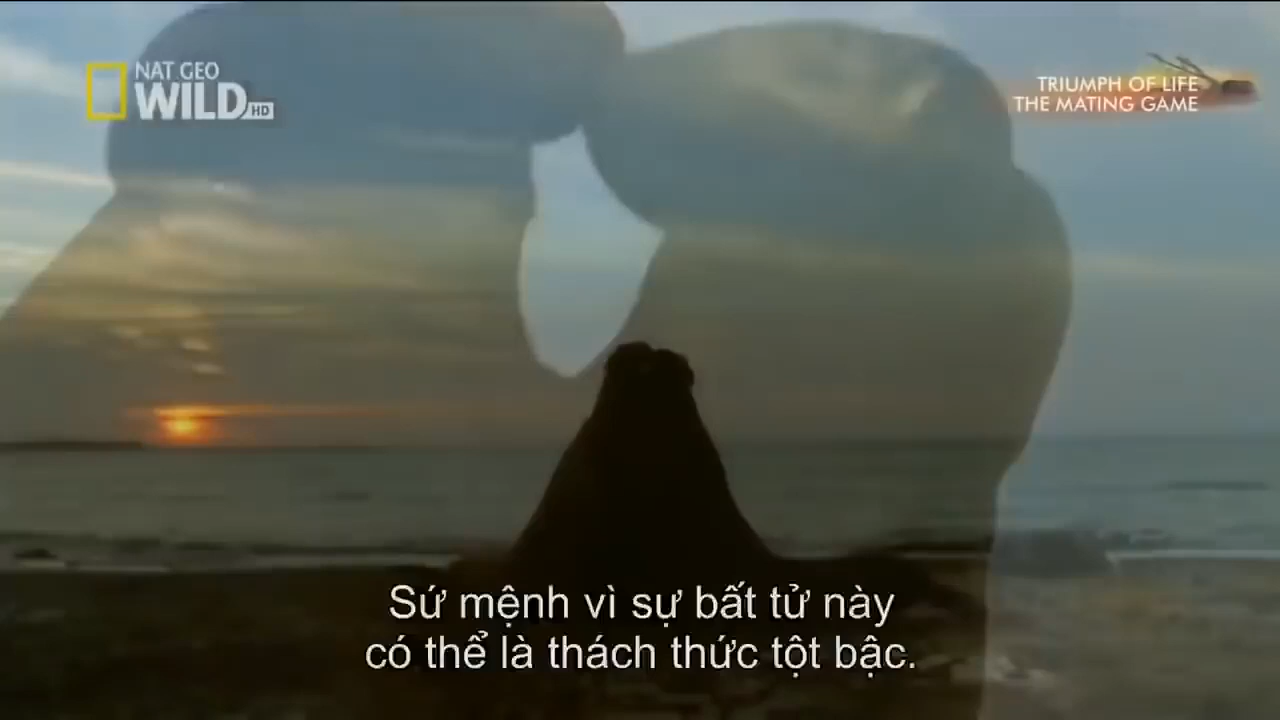 NAT GEO
WILD HD
TRIUMPH OF LIFE
THE MATING GAME
Sứ mệnh vì sự bất tử này
có thể là thách thức tột bậc.